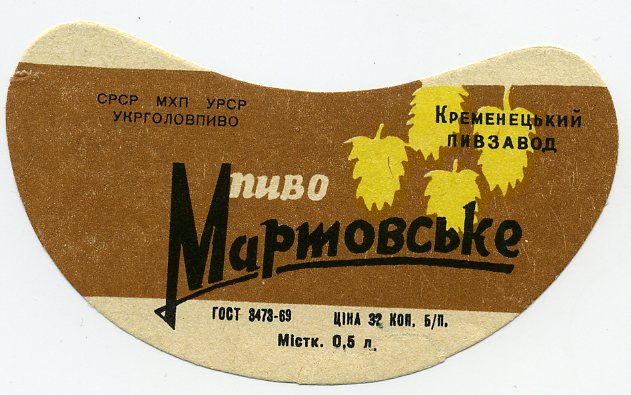 СРСР МХП УРСР
УКРГОЛОВПИВО
Кременецький
пивзавод
пиво
Мартовське
ГОСТ 3473-69 ЦІНА 32 КОП. Б/П.
Містк. 0,5 л.